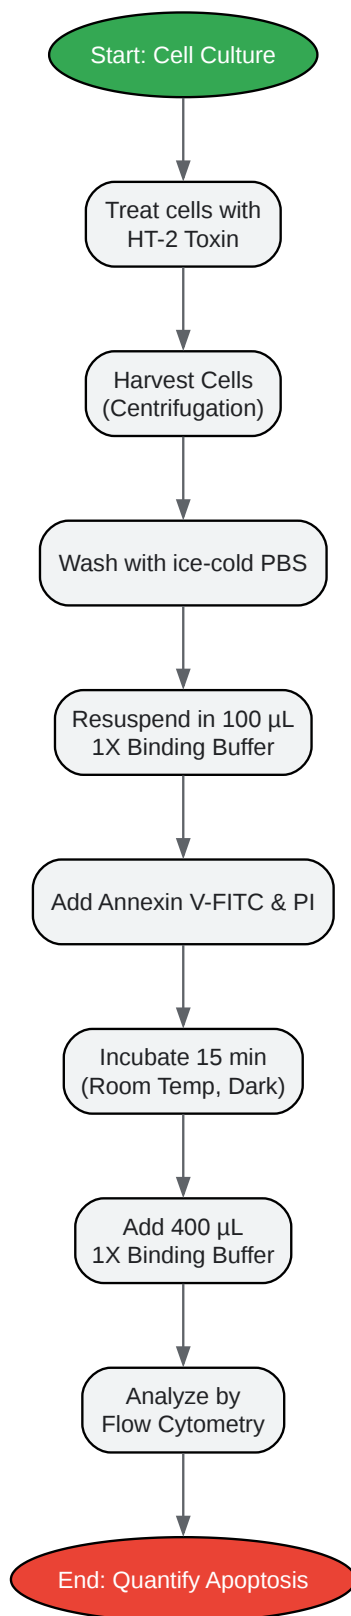 Start: Cell Culture
Treat cells with
HT-2 Toxin
Harvest Cells
(Centrifugation)
Wash with ice-cold PBS
Resuspend in 100 µL
1X Binding Buffer
Add Annexin V-FITC & PI
Incubate 15 min
(Room Temp, Dark)
Add 400 µL
1X Binding Buffer
Analyze by
Flow Cytometry
End: Quantify Apoptosis